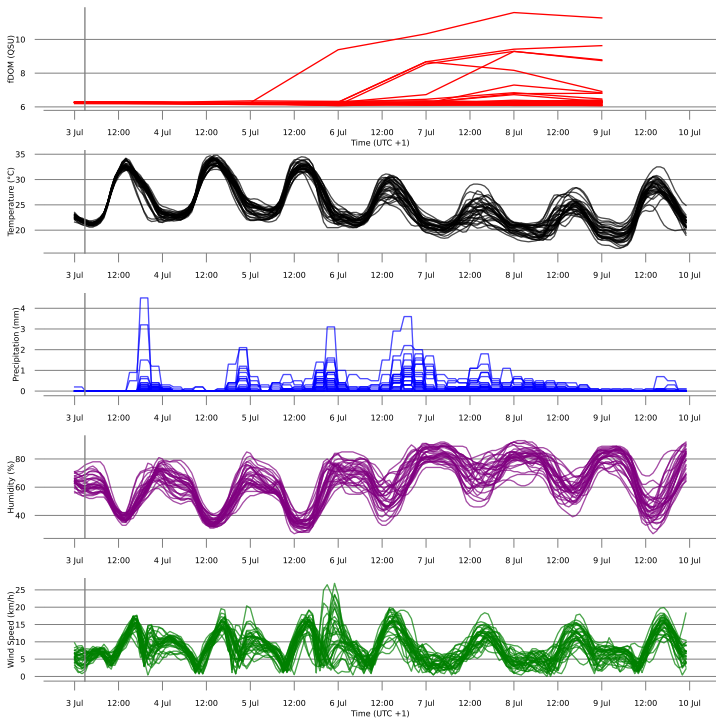 fDOM (QSU)
10
8
6
3 Jul 12:00 4 Jul 12:00 5 Jul 12:00 6 Jul 12:00 7 Jul 12:00 8 Jul 12:00 9 Jul 12:00 10 Jul
Time (UTC +1)
Temperature (°C)
35
30
25
20
3 Jul 12:00 4 Jul 12:00 5 Jul 12:00 6 Jul 12:00 7 Jul 12:00 8 Jul 12:00 9 Jul 12:00 10 Jul
Precipitation (mm)
4
3
2
1
0
3 Jul 12:00 4 Jul 12:00 5 Jul 12:00 6 Jul 12:00 7 Jul 12:00 8 Jul 12:00 9 Jul 12:00 10 Jul
Humidity (%)
80
60
40
3 Jul 12:00 4 Jul 12:00 5 Jul 12:00 6 Jul 12:00 7 Jul 12:00 8 Jul 12:00 9 Jul 12:00 10 Jul
Wind Speed (km/h)
25
20
15
10
5
0
3 Jul 12:00 4 Jul 12:00 5 Jul 12:00 6 Jul 12:00 7 Jul 12:00 8 Jul 12:00 9 Jul 12:00 10 Jul
Time (UTC +1)